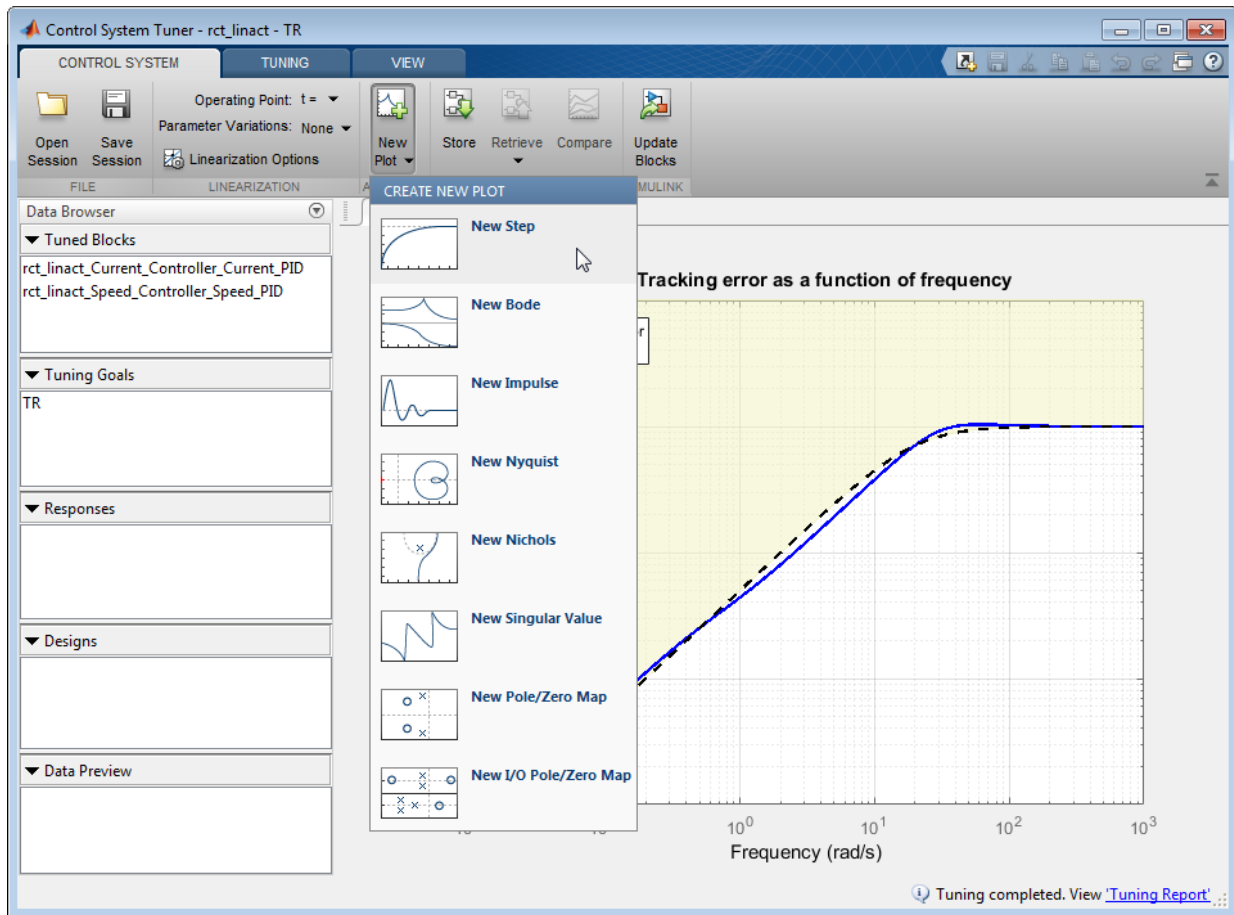 Control System Tuner - rct_linact - TR
CONTROL SYSTEM
TUNING
VIEW
Open Session
Save Session
Operating Point: t =
Parameter Variations: None
Linearization Options
New Plot
Store
Retrieve
Compare
Update Blocks
FILE
LINEARIZATION
CREATE NEW PLOT
New Step
New Bode
New Impulse
New Nyquist
New Nichols
New Singular Value
New Pole/Zero Map
New I/O Pole/Zero Map
Data Browser
Tuned Blocks
rct_linact_Current_Controller_Current_PID
rct_linact_Speed_Controller_Speed_PID
Tuning Goals
TR
Responses
Designs
Data Preview
Tracking error as a function of frequency
10^0
10^1
10^2
10^3
Frequency (rad/s)
Tuning completed. View 'Tuning Report'.